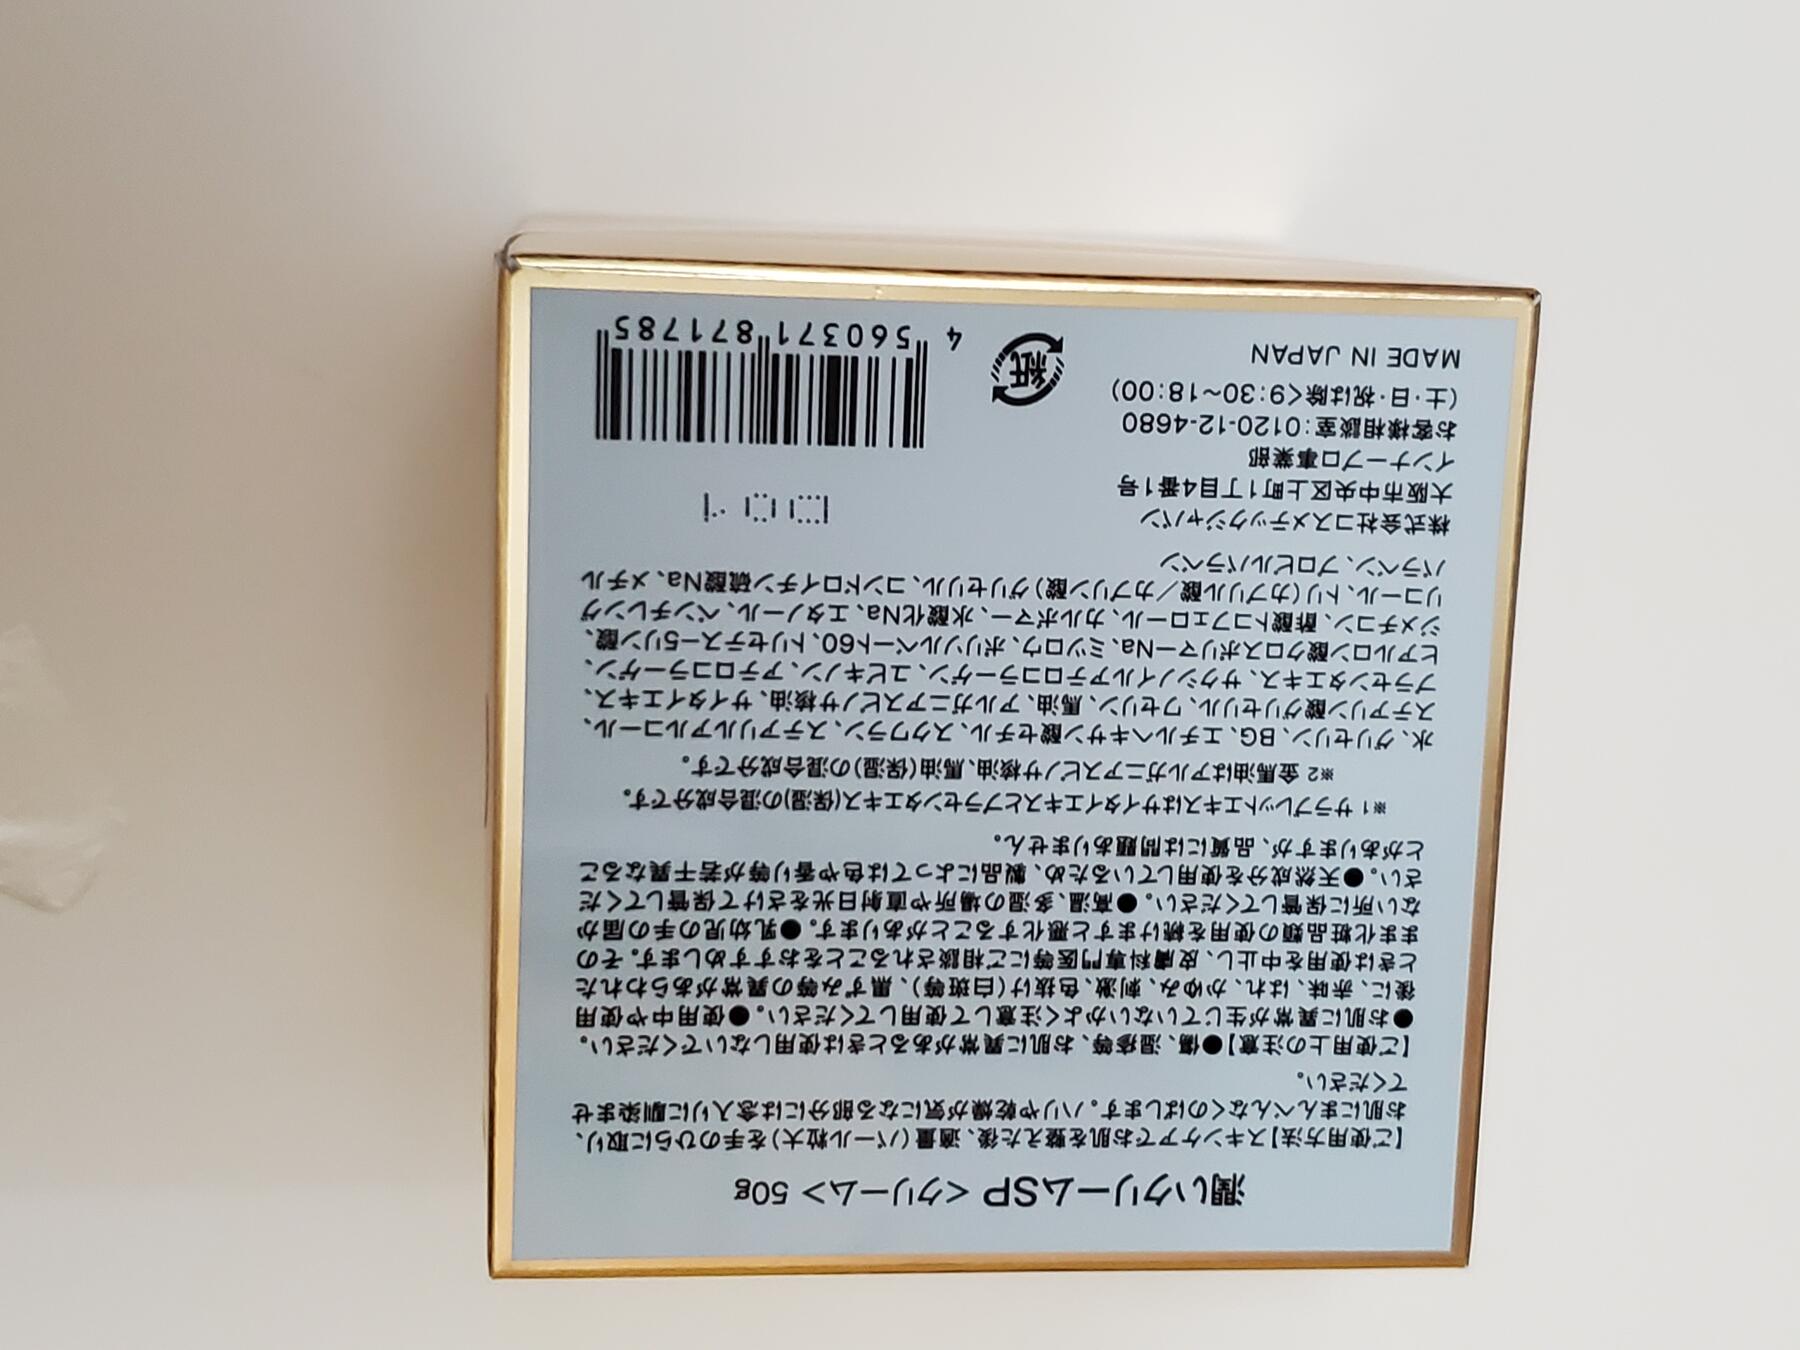 潤いクリームSP <クリーム> 50g
【ご使用方法】スキンケアでお肌を整えた後、適量（パール一粒大）を手のひらに取り、
お肌にまんべんなくのばします。ハリや乾燥が気になる部分には念入りに馴染ませ
てください。
【ご使用上の注意】●傷、湿疹等、お肌に異常があるときは使用しないでください。
●お肌に異常が生じていないかよく注意して使用してください。●使用中や使用
後に、赤味、はれ、かゆみ、刺激、色抜け（白斑等）、黒ずみ等の異常があらわれた
ときは使用を中止し、皮膚科専門医等にご相談されることをおすすめします。その
まま化粧品類の使用を続けますと悪化することがあります。●乳幼児の手の届か
ない所に保管してください。●高温、多湿の場所や直射日光をさけて保管してくだ
さい。●天然成分を使用しているため、製品によっては色や香り等が若干異なるこ
とがありますが、品質には問題ありません。
※1 サラブレットエキスはサイタイエキスとプラセンタエキス(保湿)の混合成分です。
※2 金馬油はアルガニアスピノサ核油、馬油(保湿)の混合成分です。
水、グリセリン、BG、エチルヘキサン酸セチル、スクワラン、ステアリルアルコール、
ステアリン酸グリセリル、ワセリン、馬油、アルガニアスピノサ核油、サイタイエキス、
プラセンタエキス、サクシノイルアテロコラーゲン、ユビキノン、アテロコラーゲン、
ヒアルロン酸クロスポリマーNa、ミツロウ、ポリソルベート60、トリセテス-5リン酸、
ジメチコン、酢酸トコフェロール、カルボマー、水酸化Na、エタノール、ペンチレング
リコール、トリ（カプリル酸／カプリン酸）グリセリル、コンドロイチン硫酸Na、メチル
パラベン、プロピルパラベン
株式会社コスメテックジャパン
大阪市中央区上町1丁目4番1号
インナープロ事業部
お客様相談室：0120-12-4680
（土・日・祝は除く9:30~18:00）
MADE IN JAPAN
紙
4 560371 871785